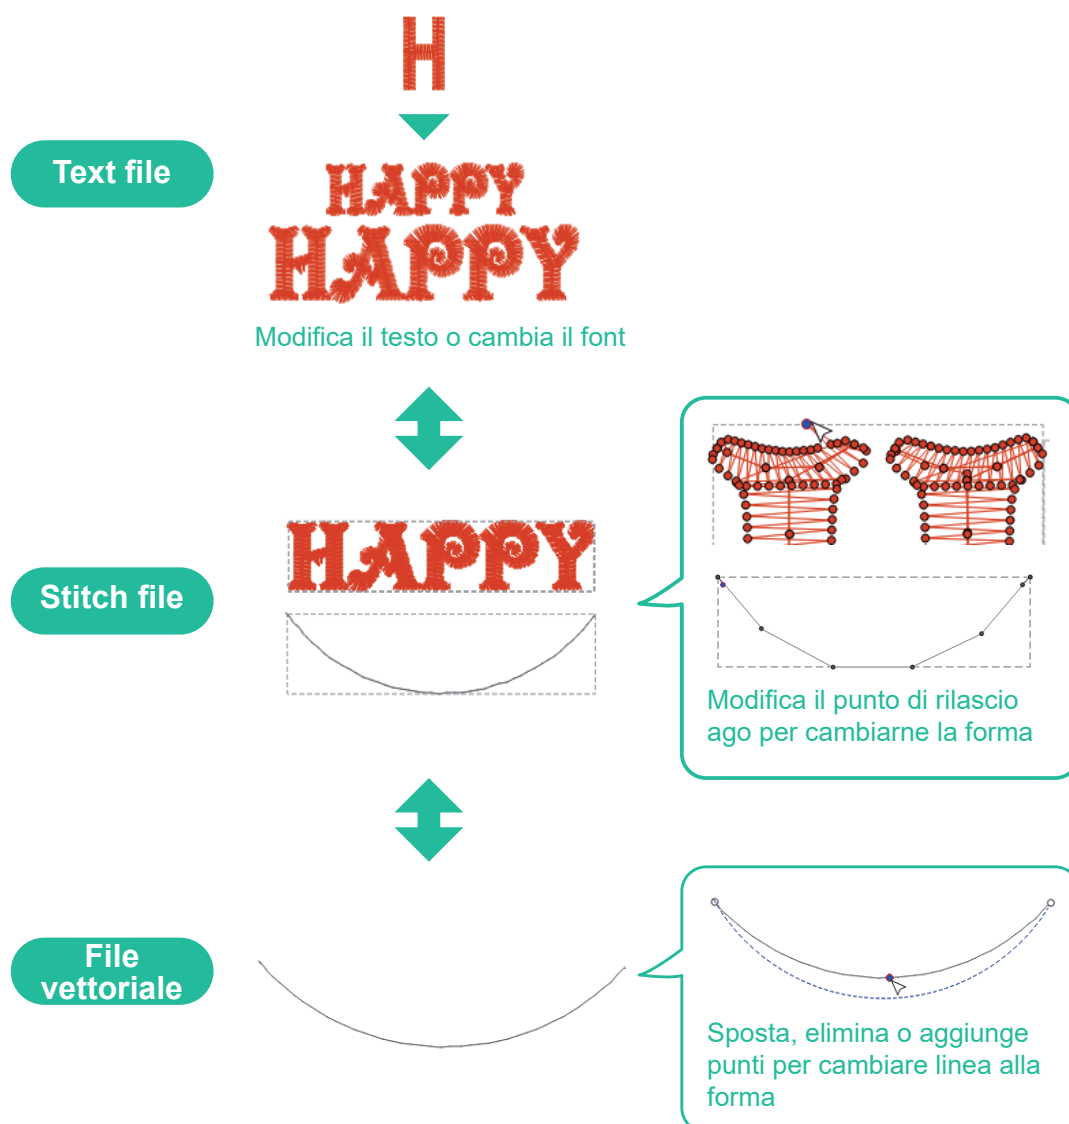 H
Text file
HAPPY
HAPPY
Modifica il testo o cambia il font
HAPPY
Stitch file
Modifica il punto di rilascio
ago per cambiarne la forma
File
vettoriale
Sposta, elimina o aggiunge
punti per cambiare linea alla
forma